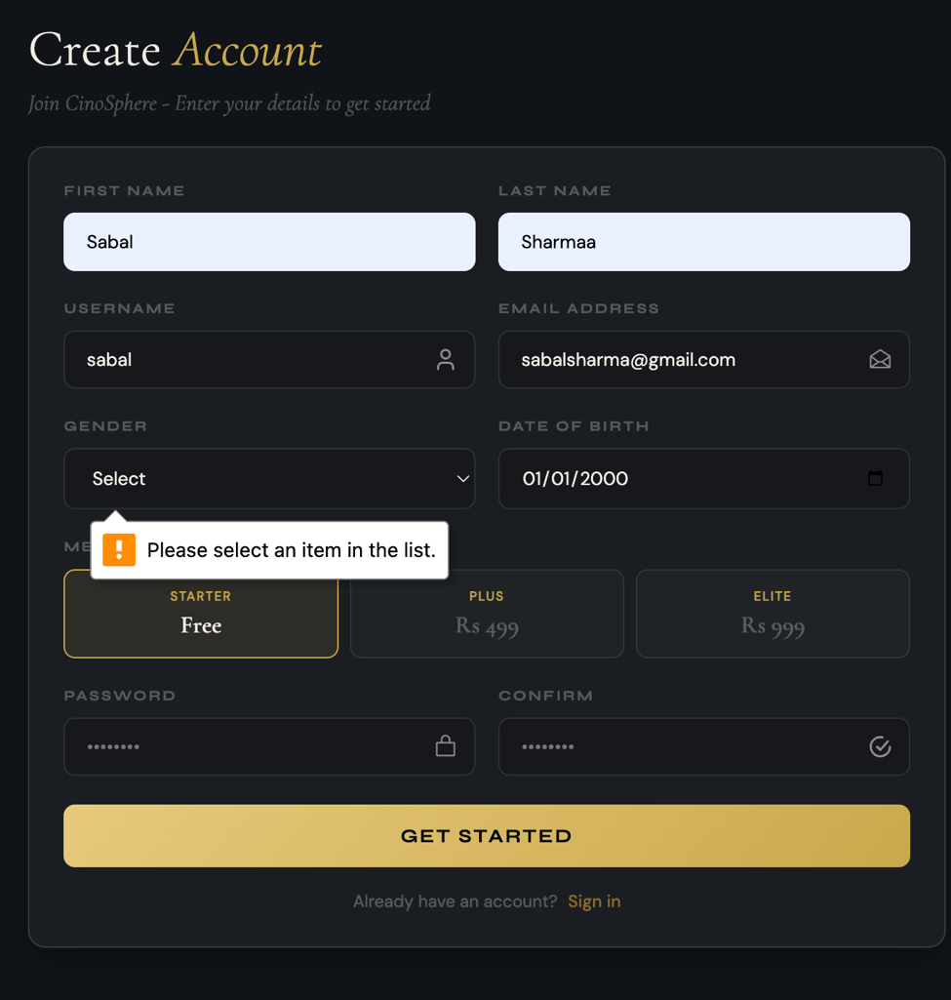 Create Account
Join CinoSphere - Enter your details to get started
FIRST NAME LAST NAME
Sabal Sharmaa
USERNAME EMAIL ADDRESS
sabal sabalsharma@gmail.com
GENDER DATE OF BIRTH
Select 01/01/2000
Please select an item in the list.
STARTER PLUS ELITE
Free Rs 499 Rs 999
PASSWORD CONFIRM
•••••••• ••••••••
GET STARTED
Already have an account? Sign in